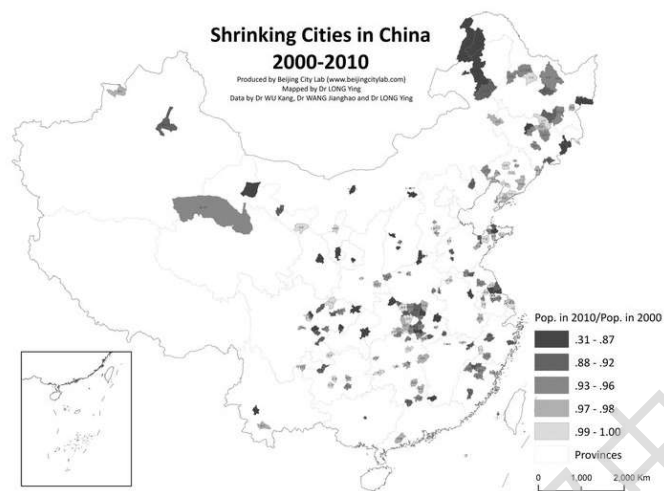 Shrinking Cities in China
2000-2010
Produced by Beijing City Lab (www.beijingcitylab.com)
Mapped by Dr LONG Ying
Data by Dr WU Kang, Dr WANG Jianghao and Dr LONG Ying
Pop. in 2010/Pop. in 2000
.31 - .87
.88 - .92
.93 - .96
.97 - .98
.99 - 1.00
Provinces
0 1,000 2,000 Km